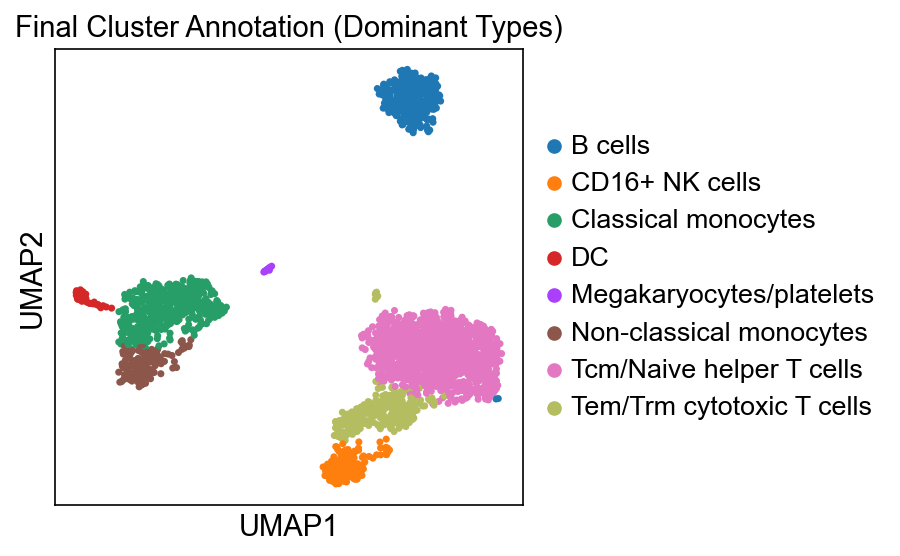 Final Cluster Annotation (Dominant Types)
UMAP2
UMAP1
B cells
CD16+ NK cells
Classical monocytes
DC
Megakaryocytes/platelets
Non-classical monocytes
Tcm/Naive helper T cells
Tem/Trm cytotoxic T cells